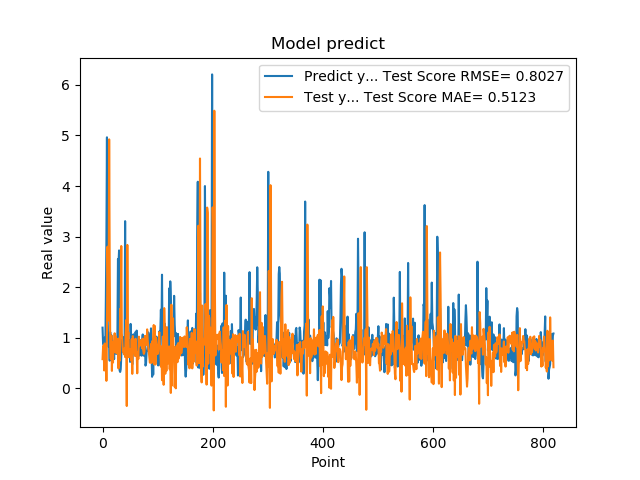 Model predict
Predict y... Test Score RMSE= 0.8027
Test y... Test Score MAE= 0.5123
6
5
4
3
2
1
0
Real value
0 200 400 600 800
Point